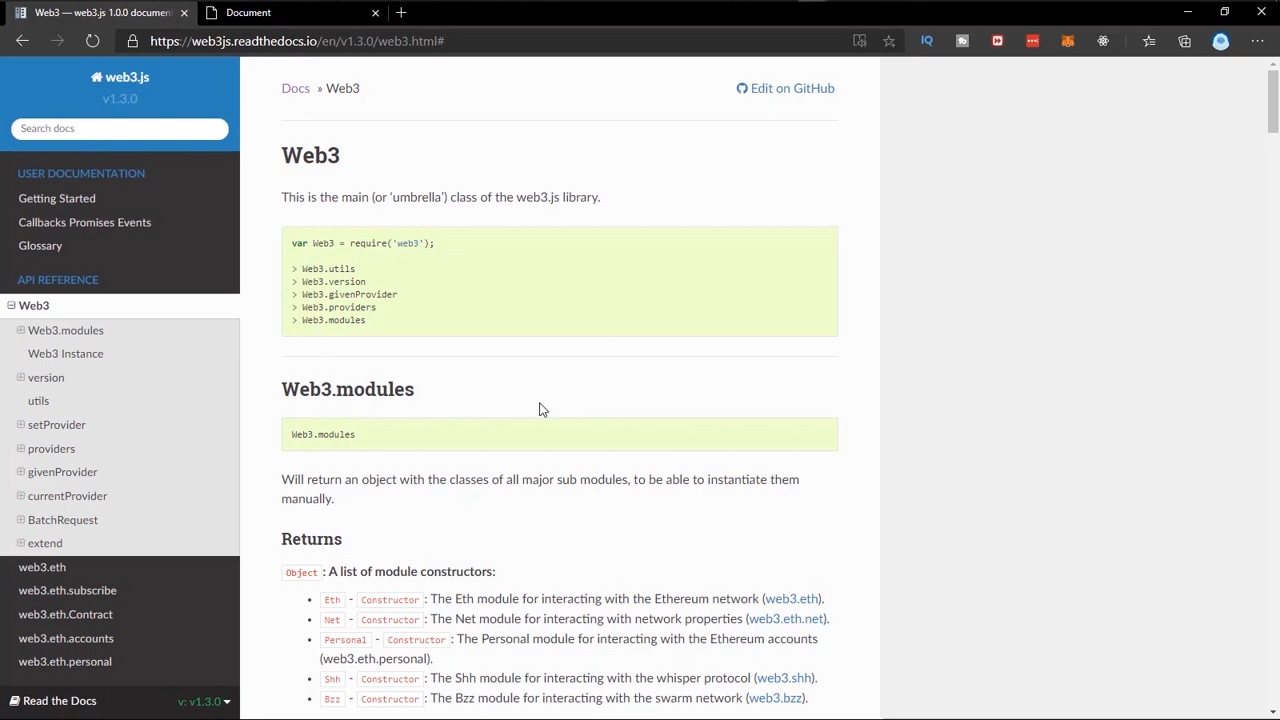 Web3 — web3.js 1.0.0 document
Document
https://web3js.readthedocs.io/en/v1.3.0/web3.html#
IQ
web3.js
v1.3.0
Search docs
USER DOCUMENTATION
Getting Started
Callbacks Promises Events
Glossary
API REFERENCE
Web3
Web3.modules
Web3 Instance
version
utils
setProvider
providers
givenProvider
currentProvider
BatchRequest
extend
web3.eth
web3.eth.subscribe
web3.eth.Contract
web3.eth.accounts
web3.eth.personal
Read the Docs
v: v1.3.0
Docs » Web3
Edit on GitHub
Web3
This is the main (or ‘umbrella’) class of the web3.js library.
var Web3 = require('web3');
> Web3.utils
> Web3.version
> Web3.givenProvider
> Web3.providers
> Web3.modules
Web3.modules
Web3.modules
Will return an object with the classes of all major sub modules, to be able to instantiate them
manually.
Returns
Object : A list of module constructors:
• Eth - Constructor : The Eth module for interacting with the Ethereum network (web3.eth).
• Net - Constructor : The Net module for interacting with network properties (web3.eth.net).
• Personal - Constructor : The Personal module for interacting with the Ethereum accounts
(web3.eth.personal).
• Shh - Constructor : The Shh module for interacting with the whisper protocol (web3.shh).
• Bzz - Constructor : The Bzz module for interacting with the swarm network (web3.bzz).